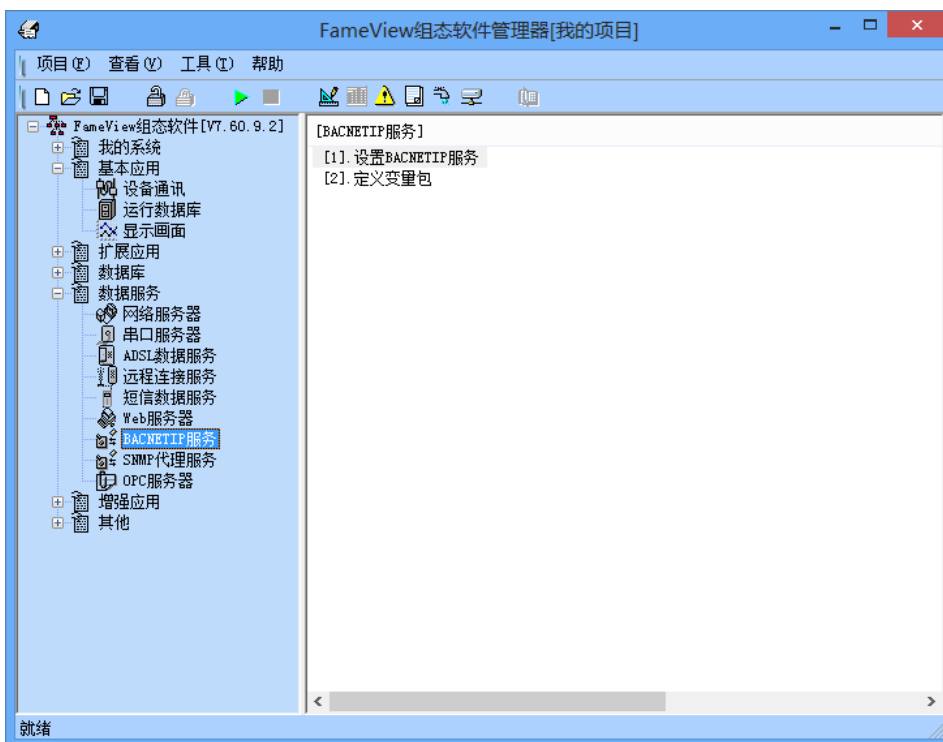 FameView组态软件管理器[我的项目]
项目(F) 查看(V) 工具(T) 帮助
FameView组态软件[V7.60.9.2]
我的系统
基本应用
设备通讯
运行数据库
显示画面
扩展应用
数据库
数据服务
网络服务器
串口服务器
ADSL数据服务
远程连接服务
短信数据服务
Web服务器
BACNETIP服务
SNMP代理服务
OPC服务器
增强应用
其他
[BACNETIP服务]
[1].设置BACNETIP服务
[2].定义变量包
就绪